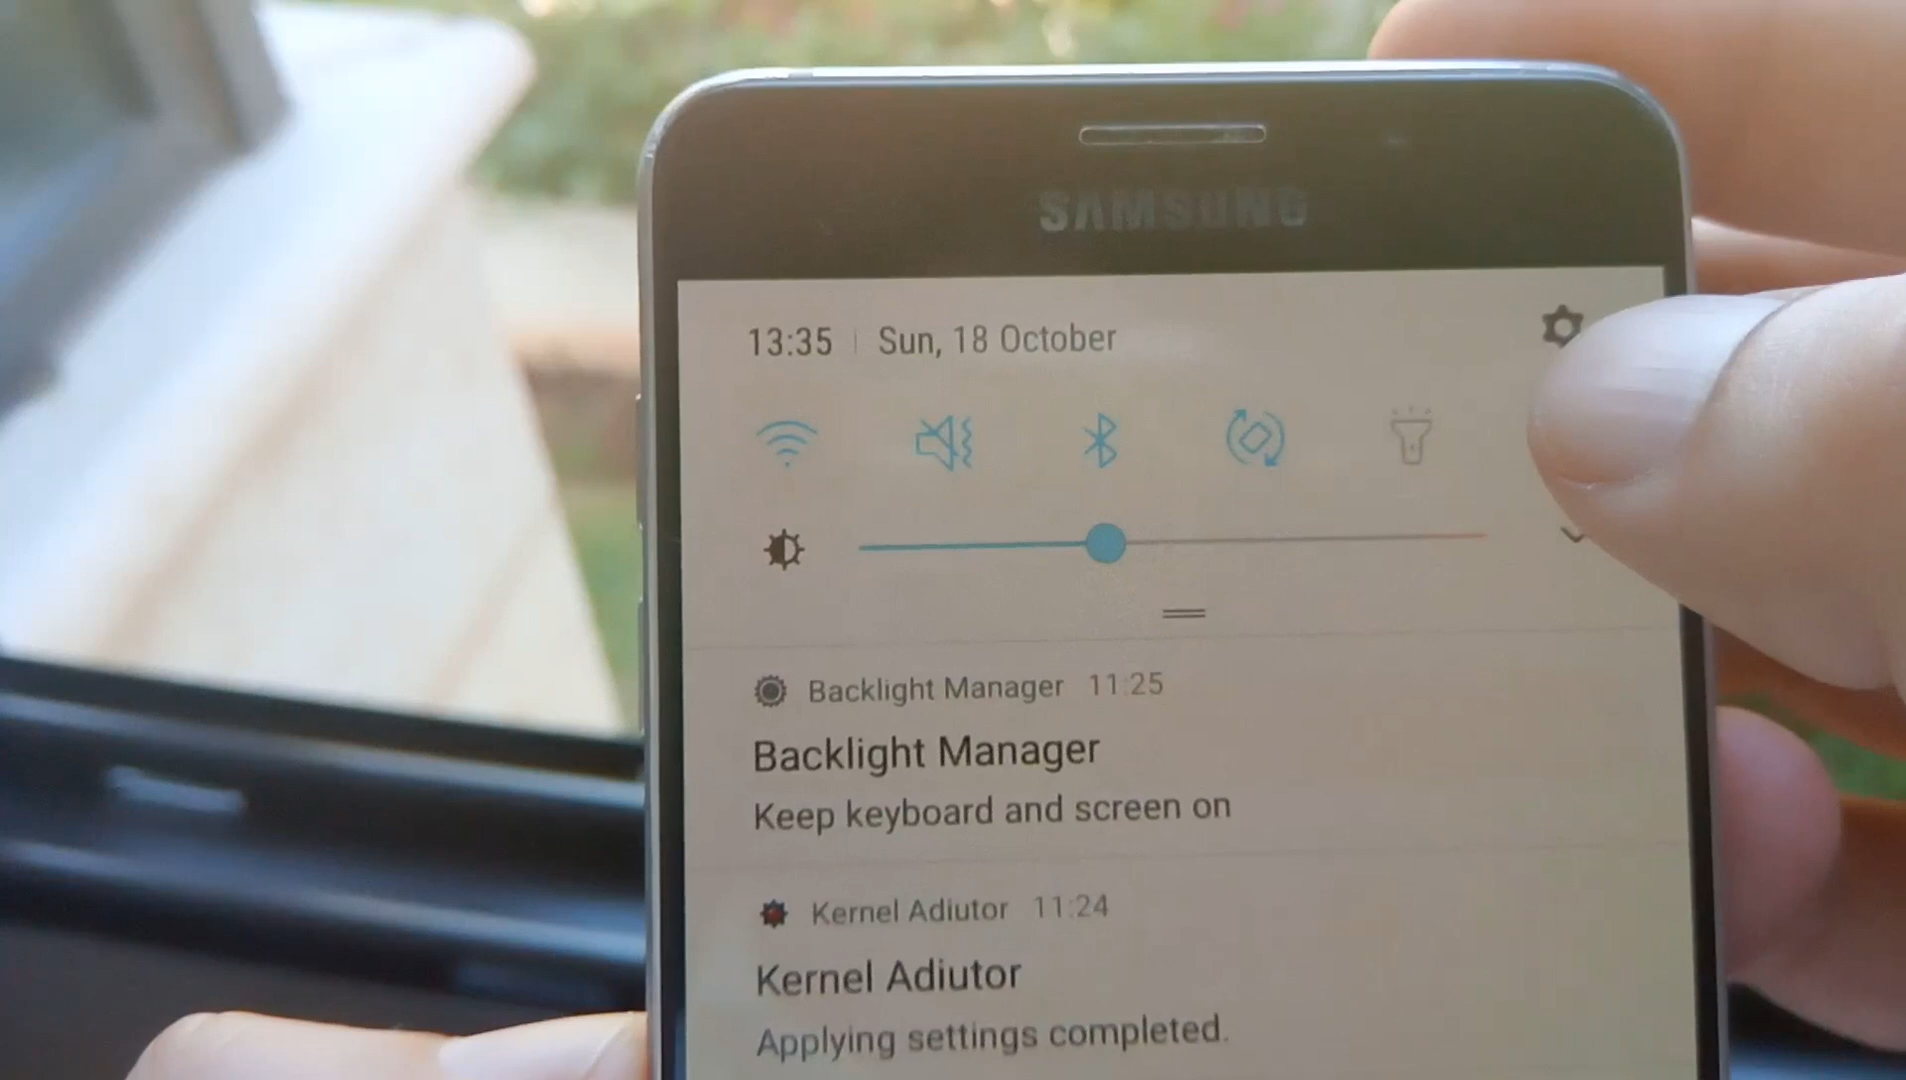 SAMSUNG
13:35 | Sun, 18 October
Backlight Manager 11:25
Backlight Manager
Keep keyboard and screen on
Kernel Adiutor 11:24
Kernel Adiutor
Applying settings completed.